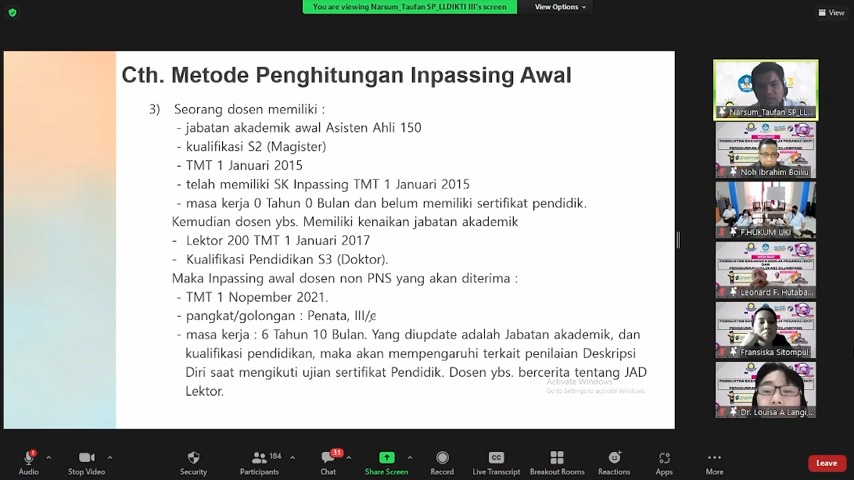 You are viewing Narsum_Taufan SP_LLDIKTI III's screen
View Options
View
Cth. Metode Penghitungan Inpassing Awal
3) Seorang dosen memiliki :
- jabatan akademik awal Asisten Ahli 150
- kualifikasi S2 (Magister)
- TMT 1 Januari 2015
- telah memiliki SK Inpassing TMT 1 Januari 2015
- masa kerja 0 Tahun 0 Bulan dan belum memiliki sertifikat pendidik.
Kemudian dosen ybs. Memiliki kenaikan jabatan akademik
- Lektor 200 TMT 1 Januari 2017
- Kualifikasi Pendidikan S3 (Doktor).
Maka Inpassing awal dosen non PNS yang akan diterima :
- TMT 1 Nopember 2021.
- pangkat/golongan : Penata, III/c
- masa kerja : 6 Tahun 10 Bulan. Yang diupdate adalah Jabatan akademik, dan
kualifikasi pendidikan, maka akan mempengaruhi terkait penilaian Deskripsi
Diri saat mengikuti ujian sertifikat Pendidik. Dosen ybs. bercerita tentang JAD
Lektor.
Activate Windows
Go to Settings to activate Windows.
Narsum_Taufan SP_LL...
Noh Ibrahim Boiliu
F.HUKUM UKI
Leonard F. Hutaba...
Fransiska Sitompul
Dr. Louisa A Langi...
Audio
Stop Video
Security
184
Participants
31
Chat
Share Screen
Record
CC
Live Transcript
Breakout Rooms
Reactions
Apps
More
Leave